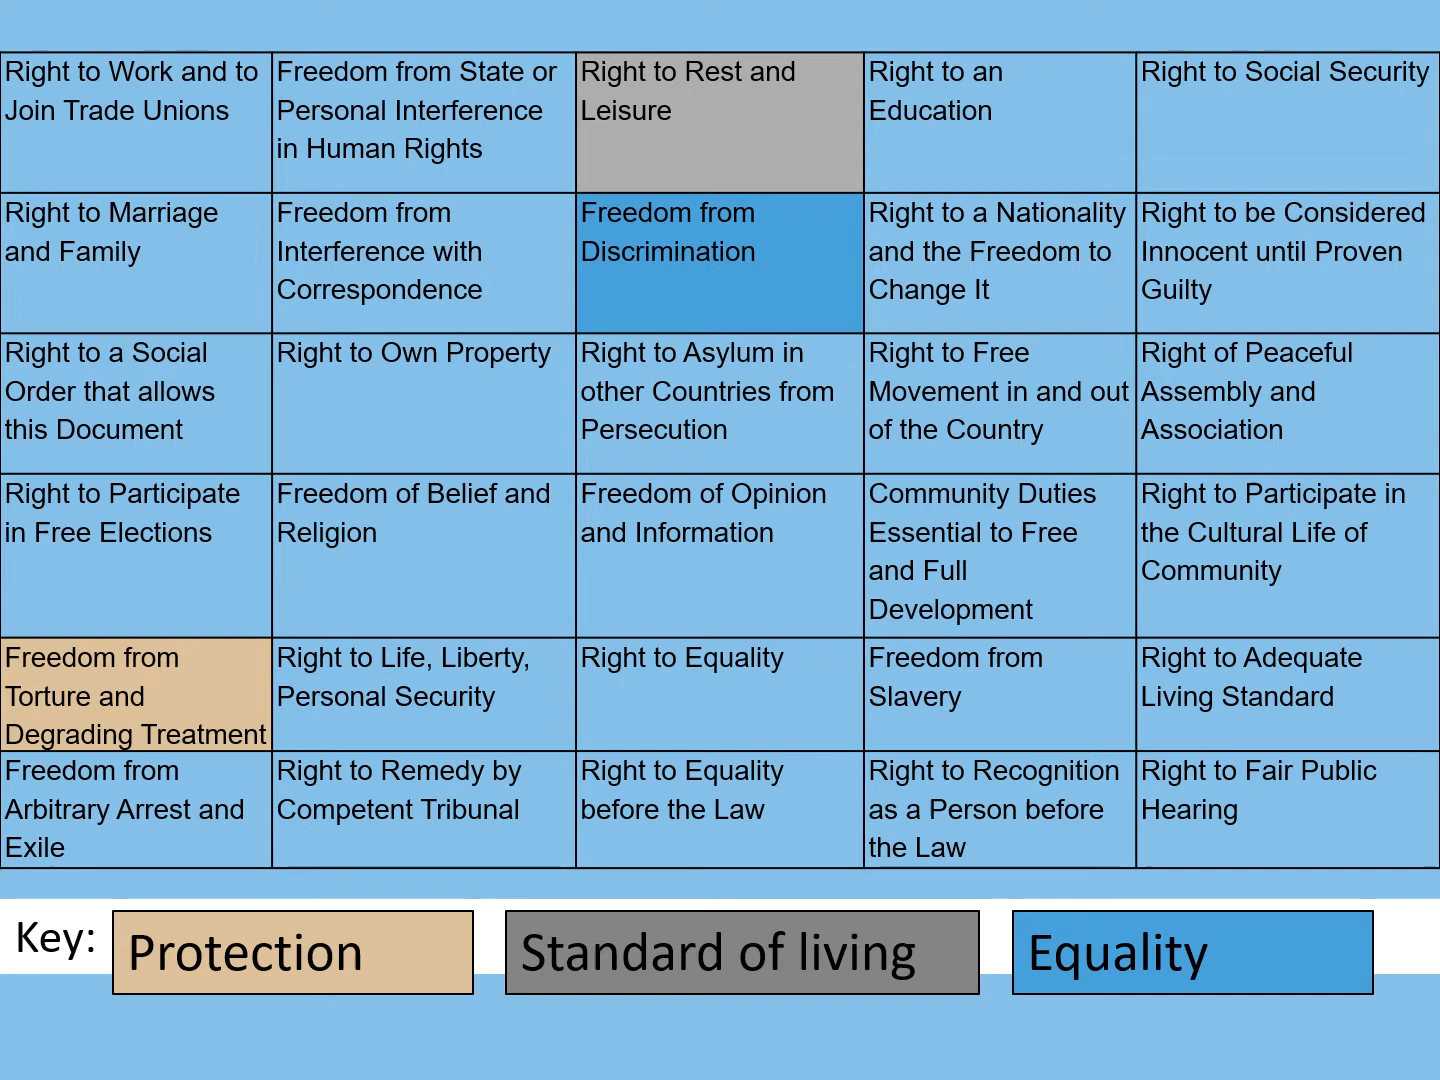 Right to Work and to
Join Trade Unions
Freedom from State or
Personal Interference
in Human Rights
Right to Rest and
Leisure
Right to an
Education
Right to Social Security
Right to Marriage
and Family
Freedom from
Interference with
Correspondence
Freedom from
Discrimination
Right to a Nationality
and the Freedom to
Change It
Right to be Considered
Innocent until Proven
Guilty
Right to a Social
Order that allows
this Document
Right to Own Property
Right to Asylum in
other Countries from
Persecution
Right to Free
Movement in and out
of the Country
Right of Peaceful
Assembly and
Association
Right to Participate
in Free Elections
Freedom of Belief and
Religion
Freedom of Opinion
and Information
Community Duties
Essential to Free
and Full
Development
Right to Participate in
the Cultural Life of
Community
Freedom from
Torture and
Degrading Treatment
Right to Life, Liberty,
Personal Security
Right to Equality
Freedom from
Slavery
Right to Adequate
Living Standard
Freedom from
Arbitrary Arrest and
Exile
Right to Remedy by
Competent Tribunal
Right to Equality
before the Law
Right to Recognition
as a Person before
the Law
Right to Fair Public
Hearing
Key:
Protection
Standard of living
Equality